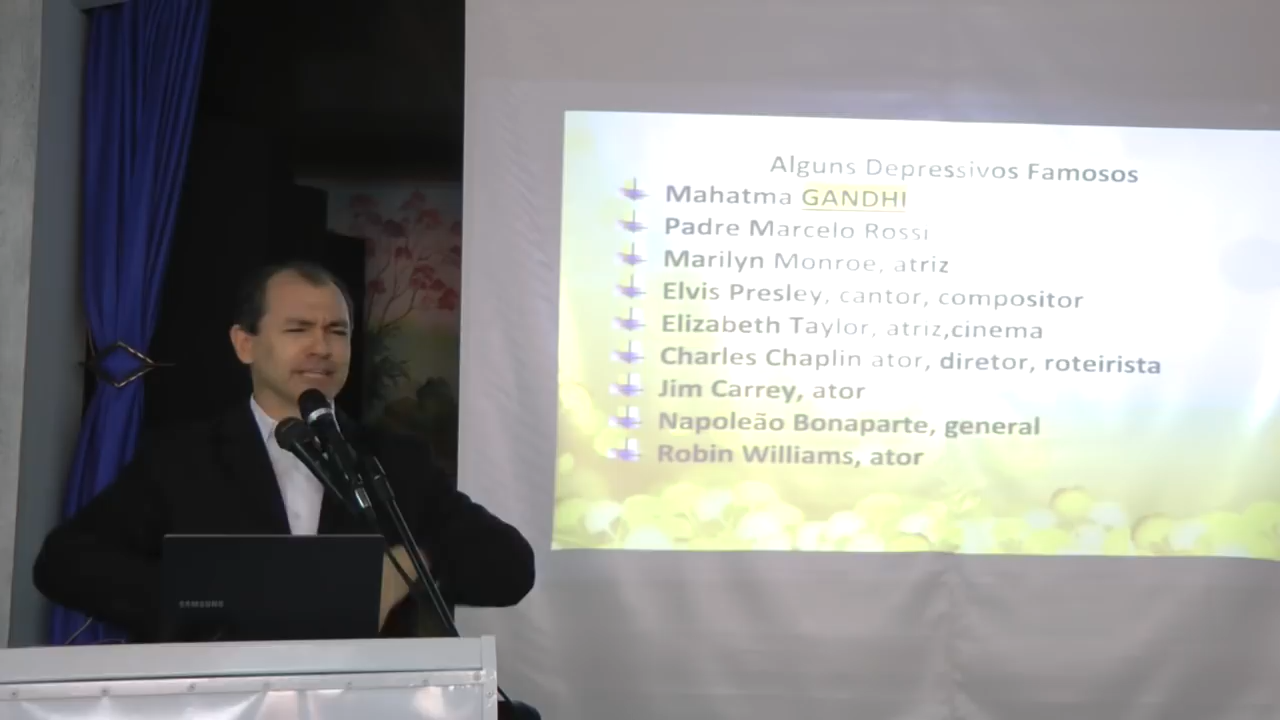 Alguns Depressivos Famosos
Mahatma GANDHI
Padre Marcelo Rossi
Marilyn Monroe, atriz
Elvis Presley, cantor, compositor
Elizabeth Taylor, atriz,cinema
Charles Chaplin ator, diretor, roteirista
Jim Carrey, ator
Napoleão Bonaparte, general
Robin Williams, ator
SAMSUNG